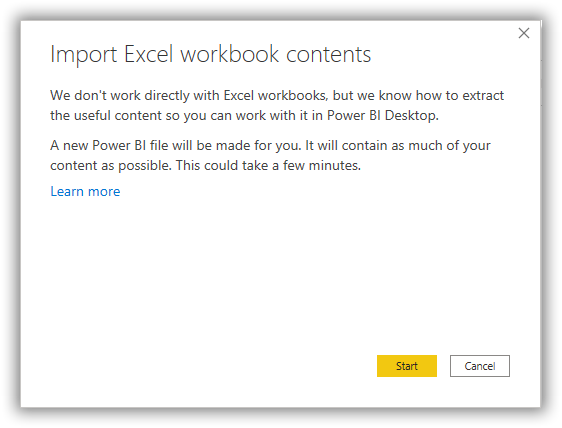 Import Excel workbook contents
We don't work directly with Excel workbooks, but we know how to extract
the useful content so you can work with it in Power BI Desktop.
A new Power BI file will be made for you. It will contain as much of your
content as possible. This could take a few minutes.
Learn more
Start
Cancel